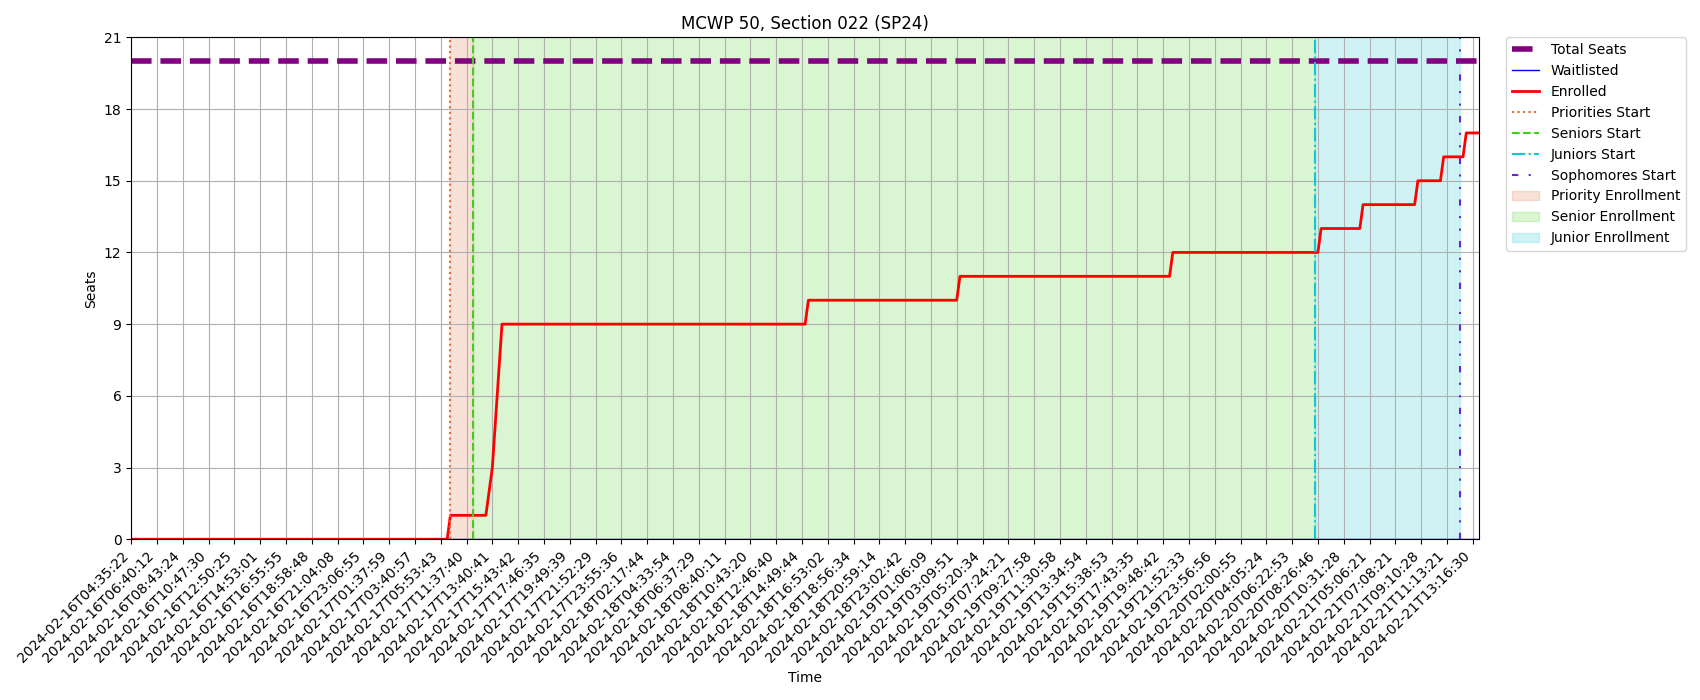 MCWP 50, Section 022 (SP24)
21
18
15
12
9
6
3
0
Seats
2024-02-16T04:35:22
2024-02-16T06:40:12
2024-02-16T08:43:24
2024-02-16T10:47:30
2024-02-16T12:50:25
2024-02-16T14:53:01
2024-02-16T16:55:55
2024-02-16T18:58:48
2024-02-16T21:04:08
2024-02-16T23:06:55
2024-02-17T01:37:59
2024-02-17T03:40:57
2024-02-17T05:53:43
2024-02-17T11:37:40
2024-02-17T13:40:41
2024-02-17T15:43:42
2024-02-17T17:46:35
2024-02-17T19:49:39
2024-02-17T21:52:29
2024-02-17T23:55:36
2024-02-18T02:17:44
2024-02-18T04:33:54
2024-02-18T06:37:29
2024-02-18T08:40:11
2024-02-18T10:43:20
2024-02-18T12:46:40
2024-02-18T14:49:44
2024-02-18T16:53:02
2024-02-18T18:56:34
2024-02-18T20:59:14
2024-02-18T23:02:42
2024-02-19T01:06:09
2024-02-19T03:09:51
2024-02-19T05:20:34
2024-02-19T07:24:21
2024-02-19T09:27:58
2024-02-19T11:30:58
2024-02-19T13:34:54
2024-02-19T15:38:53
2024-02-19T17:43:35
2024-02-19T19:48:42
2024-02-19T21:52:33
2024-02-19T23:56:56
2024-02-20T02:00:55
2024-02-20T04:05:24
2024-02-20T06:22:53
2024-02-20T08:26:46
2024-02-20T10:31:28
2024-02-21T05:06:21
2024-02-21T07:08:21
2024-02-21T09:10:28
2024-02-21T11:13:21
2024-02-21T13:16:30
Time
Total Seats
Waitlisted
Enrolled
Priorities Start
Seniors Start
Juniors Start
Sophomores Start
Priority Enrollment
Senior Enrollment
Junior Enrollment